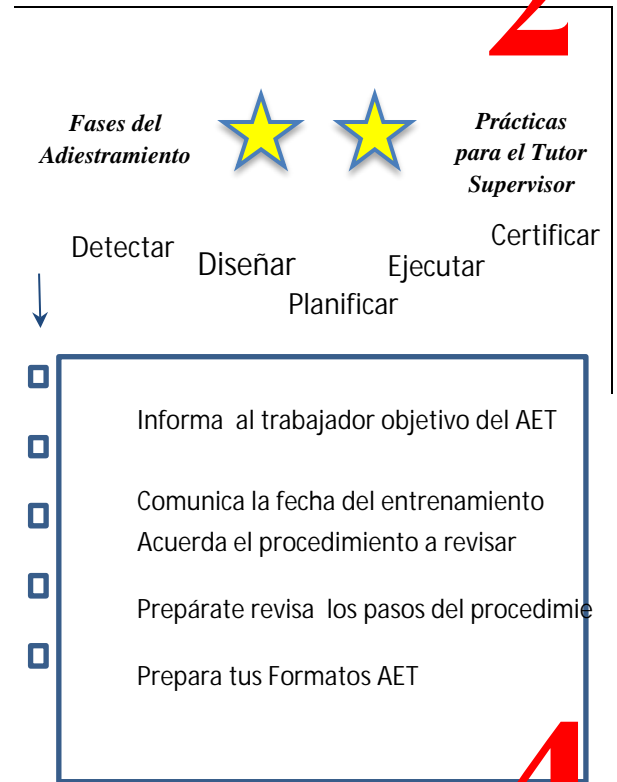 2
Fases del
Adiestramiento
Prácticas
para el Tutor
Supervisor
Detectar
Diseñar
Planificar
Ejecutar
Certificar
Informa al trabajador objetivo del AET
Comunica la fecha del entrenamiento
Acuerda el procedimiento a revisar
Prepárate revisa los pasos del procedimie
Prepara tus Formatos AET